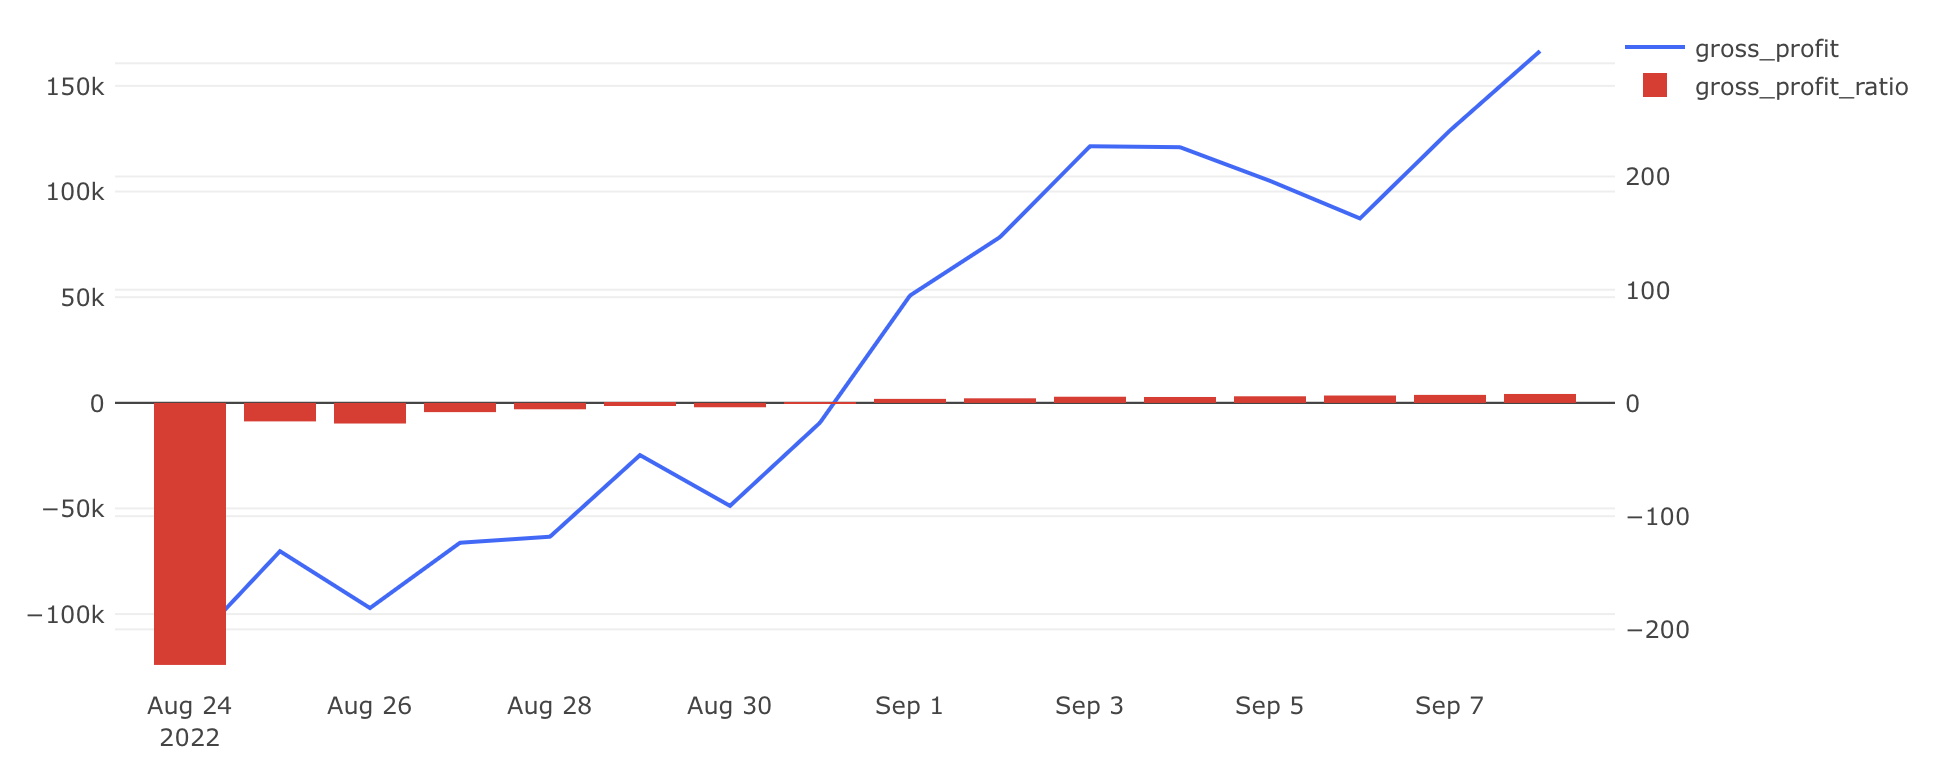 gross_profit
gross_profit_ratio
150k
100k
50k
0
−50k
−100k
200
100
0
−100
−200
Aug 24
2022
Aug 26
Aug 28
Aug 30
Sep 1
Sep 3
Sep 5
Sep 7